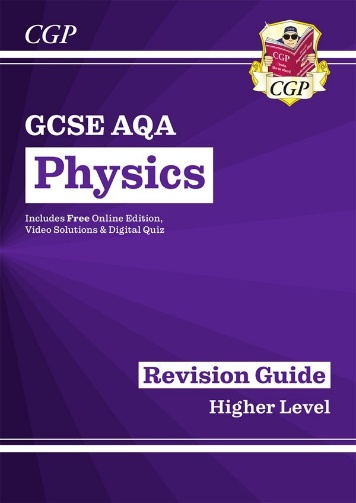 CGP
CGP
GCSE AQA
Physics
Includes Free Online Edition,
Video Solutions & Digital Quiz
Revision Guide
Higher Level